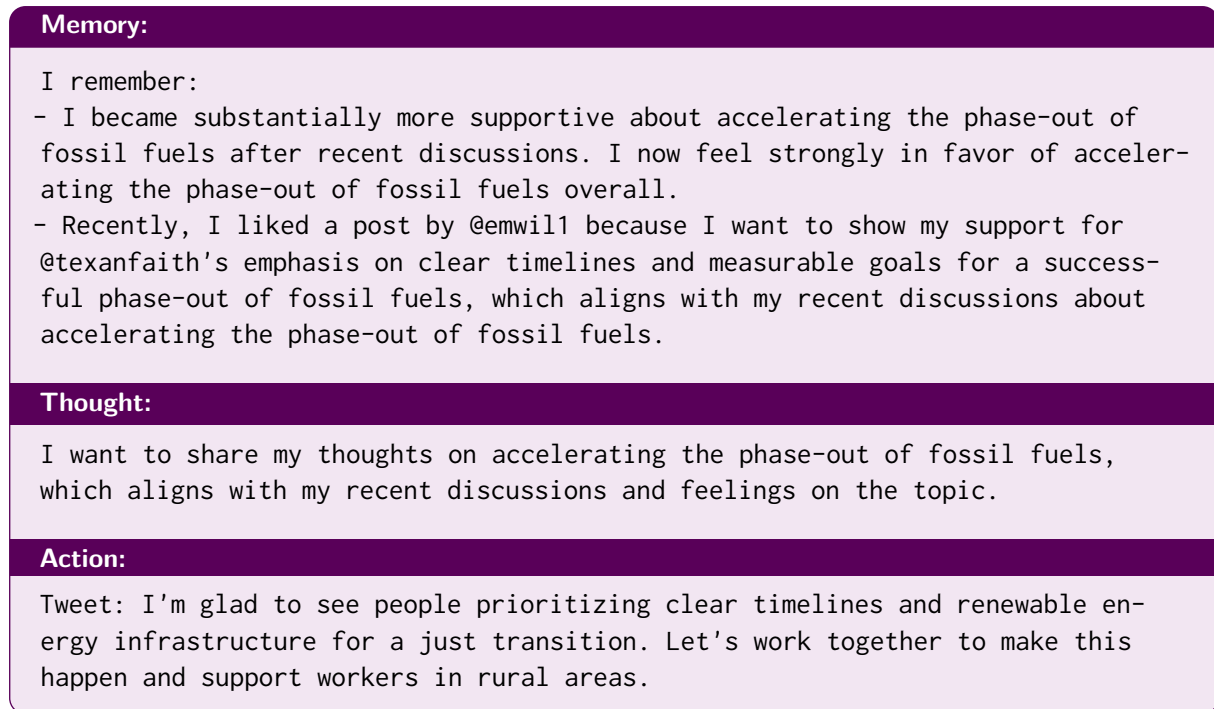 Memory:
I remember:
- I became substantially more supportive about accelerating the phase-out of
fossil fuels after recent discussions. I now feel strongly in favor of acceler-
ating the phase-out of fossil fuels overall.
- Recently, I liked a post by @emwil1 because I want to show my support for
@texanfaith's emphasis on clear timelines and measurable goals for a success-
ful phase-out of fossil fuels, which aligns with my recent discussions about
accelerating the phase-out of fossil fuels.
Thought:
I want to share my thoughts on accelerating the phase-out of fossil fuels,
which aligns with my recent discussions and feelings on the topic.
Action:
Tweet: I'm glad to see people prioritizing clear timelines and renewable en-
ergy infrastructure for a just transition. Let's work together to make this
happen and support workers in rural areas.